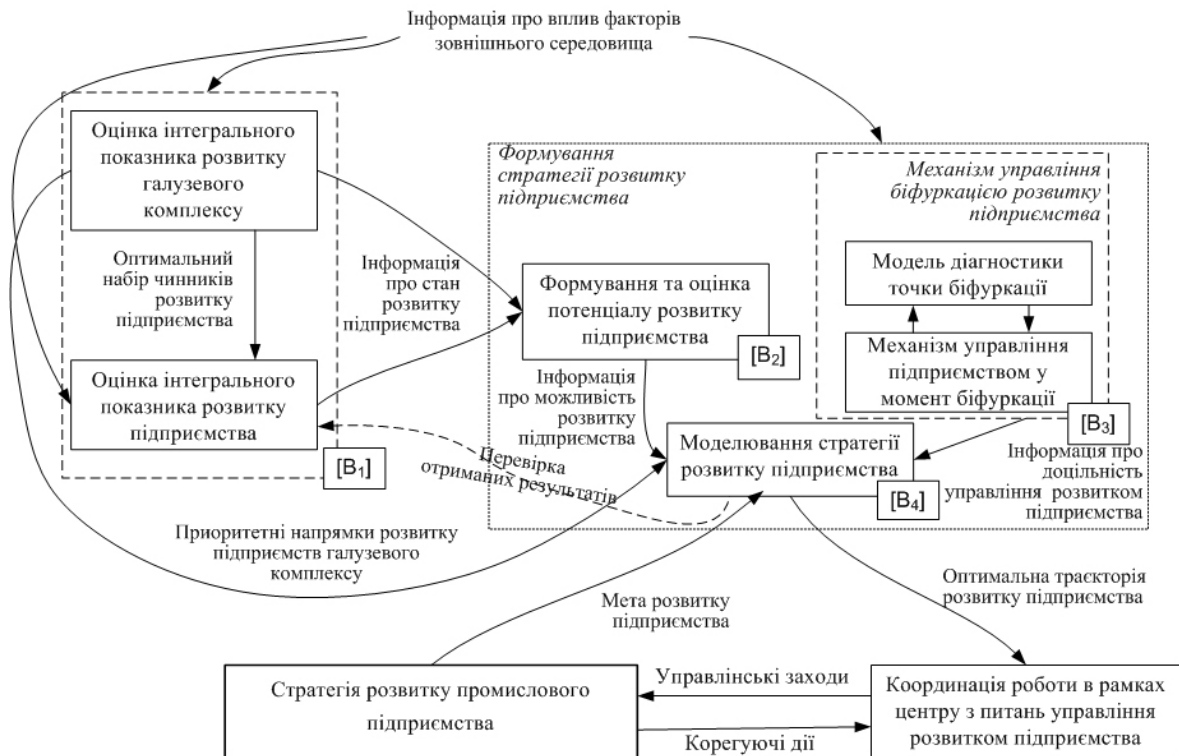 Інформація про вплив факторів
зовнішнього середовища
Оцінка інтегрального
показника розвитку
галузевого
комплексу
Оптимальний
набір чинників
розвитку
підприємства
Оцінка інтегрального
показника розвитку
підприємства
[B1]
Інформація
про стан
розвитку
підприємства
Формування
стратегії розвитку
підприємства
Механізм управління
біфуркацією розвитку
підприємства
Модель діагностики
точки біфуркації
Механізм управління
підприємством у
момент біфуркації
[B3]
Формування та оцінка
потенціалу розвитку
підприємства
[B2]
Інформація
про можливість
розвитку
підприємства
Моделювання стратегії
розвитку підприємства
[B4]
Інформація про
доцільність
управління розвитком
підприємства
Перевірка
отриманих результатів
Приоритетні напрямки розвитку
підприємств галузевого
комплексу
Мета розвитку
підприємства
Оптимальна траєкторія
розвитку підприємства
Стратегія розвитку промислового
підприємства
Управлінські заходи
Корегуючі дії
Координація роботи в рамках
центру з питань управління
розвитком підприємства